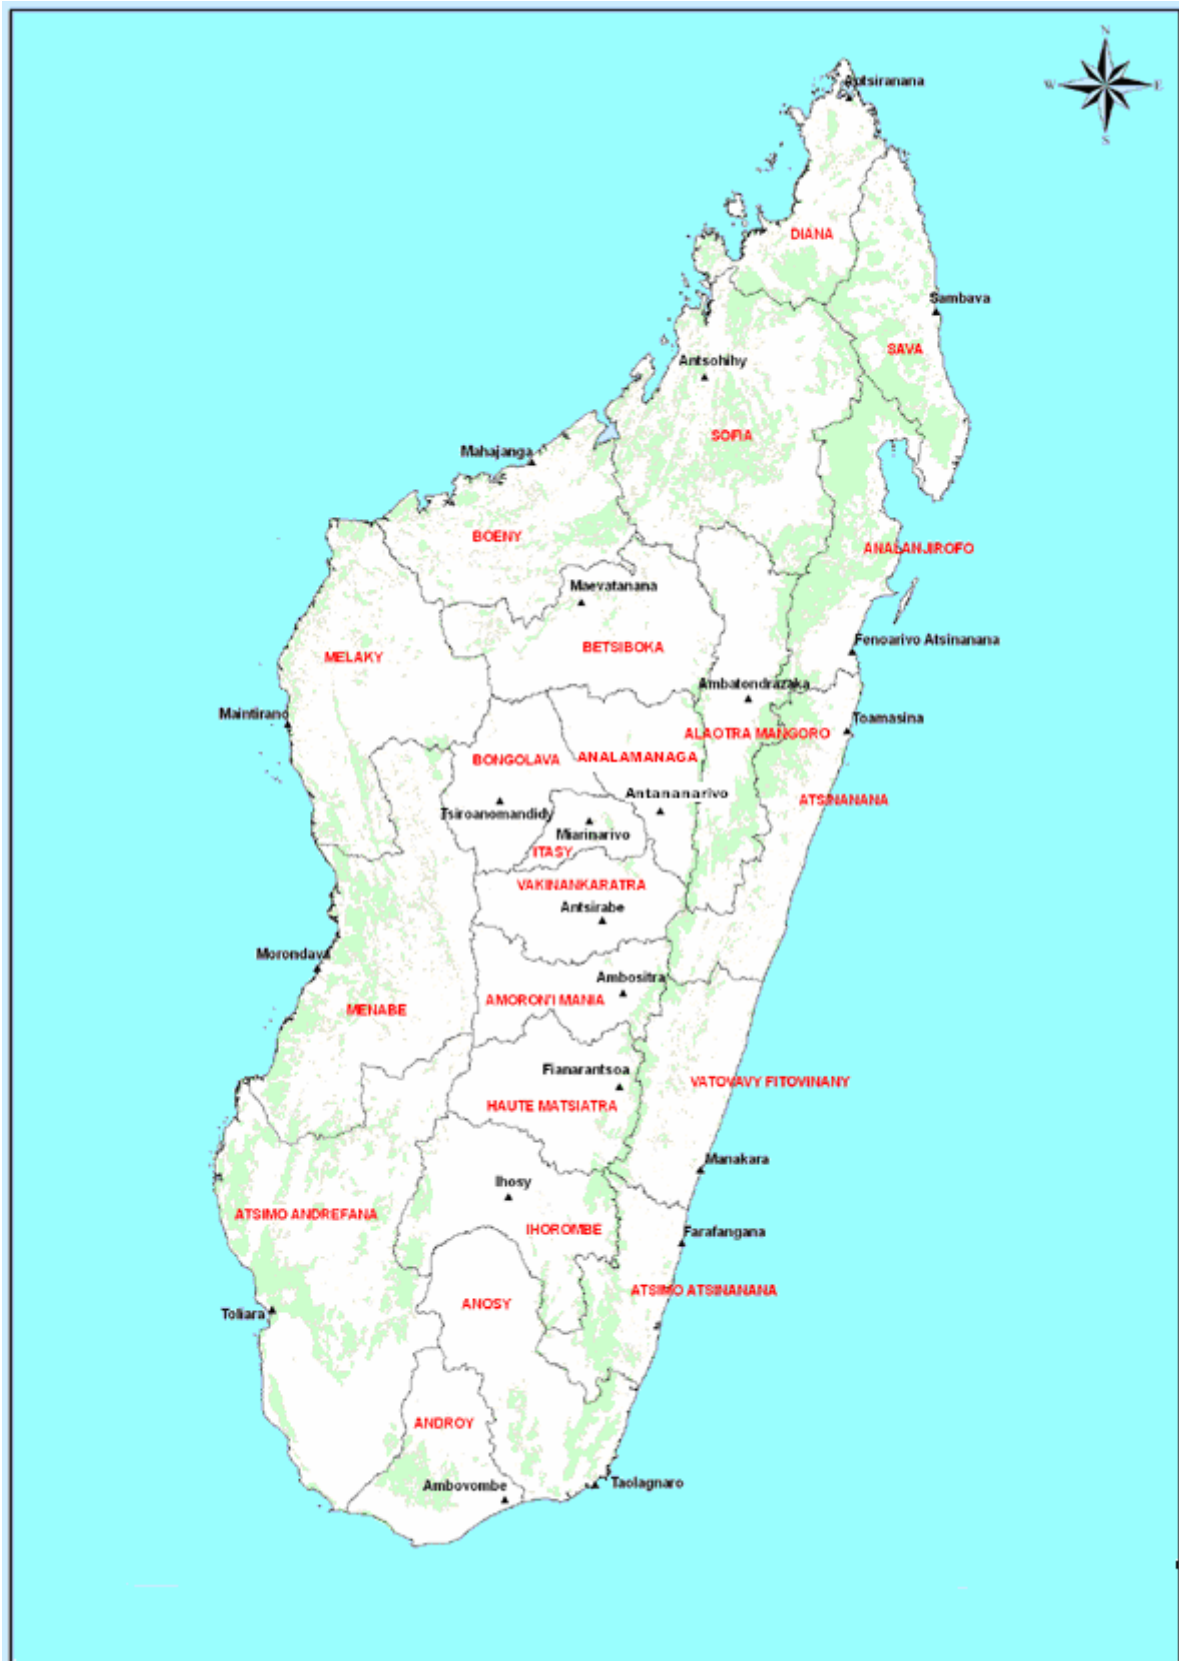 N
W
E
S
Antsiranana
DIANA
Sambava
SAVA
Antsohihy
SOFIA
Mahajanga
BOENY
ANALANJIROFO
Maevatanana
Fenoarivo Atsinanana
BETSIBOKA
MELAKY
Ambatondrazaka
Maintirano
Toamasina
ALAOTRA MANGORO
BONGOLAVA
ANALAMANAGA
Antananarivo
ATSINANANA
Tsiroanomandidy
Miarinarivo
ITASY
VAKINANKARATRA
Antsirabe
Morondava
Ambositra
AMORON'I MANIA
MENABE
Fianarantsoa
VATOVAVY FITOVINANY
HAUTE MATSIATRA
Manakara
Ihosy
ATSIMO ANDREFANA
IHOROMBE
Farafangana
ATSIMO ATSINANANA
ANOSY
Toliara
ANDROY
Ambovombe
Taolagnaro